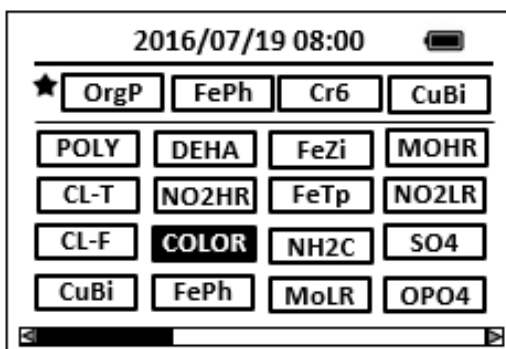 2016/07/19 08:00
OrgP FePh Cr6 CuBi
POLY DEHA FeZi MOHR
CL-T NO2HR FeTp NO2LR
CL-F COLOR NH2C SO4
CuBi FePh MoLR OPO4